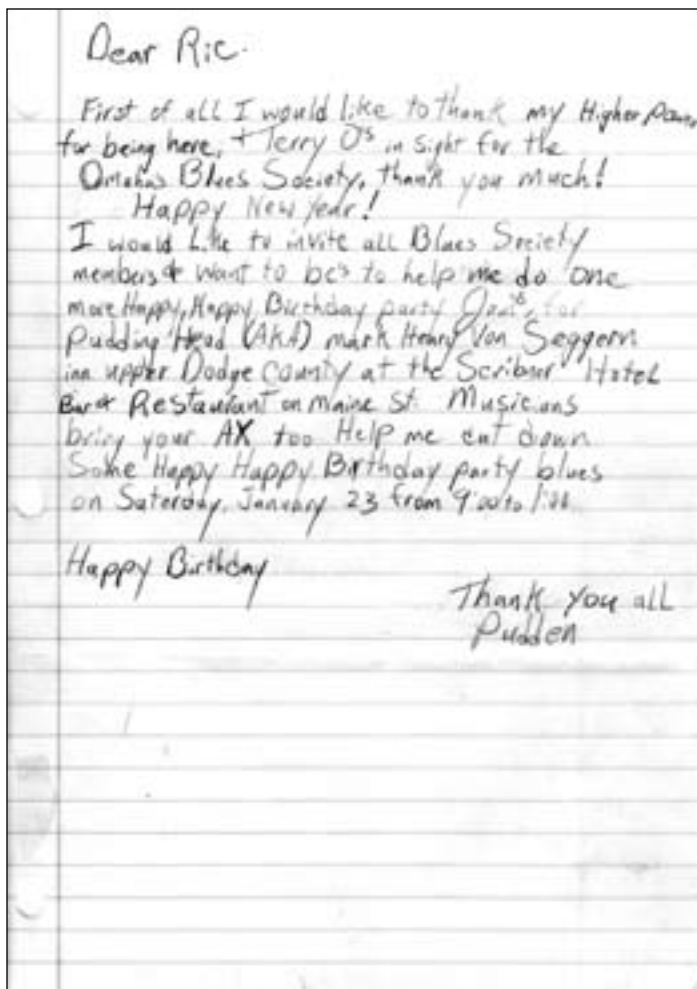 Dear Ric.
First of all I would like to thank my Higher Power
for being here, + Terry O's in sight for the
Omaha's Blues Society, thank you much!
Happy New Year!
I would Like to invite all Blues Society
members & want to be's to help me do one
more Happy, Happy Birthday party for
Pudding Head (AKA) mark Henry Von Seggern
inn upper Dodge county at the Scribner Hotel
Bar & Restaurant on Maine St. Musicians
bring your AX too Help me cut down
Some Happy Happy Birthday party blues
on Saterday, January 23 from 9:00 to 1:00
Happy Birthday
Thank you all
Pudden